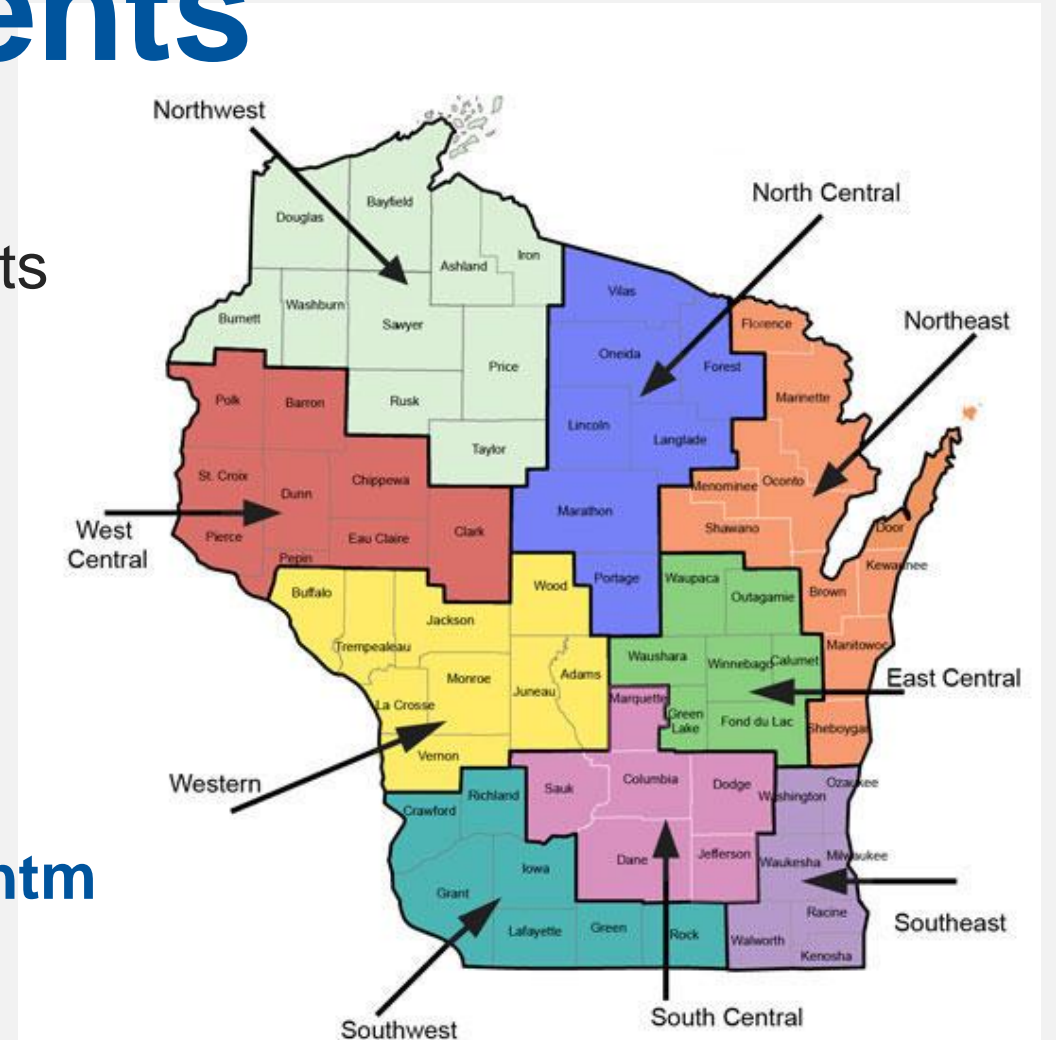 ents
Northwest
North Central
Douglas
Bayfield
ts
Ashland
Iron
Vilas
Burnett
Washburn
Sawyer
Florence
Northeast
Oneida
Forest
Price
Polk
Barron
Rusk
Marinette
Lincoln
Langlade
Taylor
St. Croix
Dunn
Chippewa
Menominee
Oconto
Marathon
West
Central
Pierce
Eau Claire
Clark
Shawano
Door
Pepin
Kewaunee
Buffalo
Wood
Portage
Waupaca
Outagamie
Brown
Jackson
Trempealeau
Waushara
Winnebago
Calumet
Manitowoc
Monroe
Juneau
Adams
East Central
La Crosse
Marquette
Green
Lake
Fond du Lac
Sheboygan
Vernon
Western
Richland
Sauk
Columbia
Dodge
Washington
Ozaukee
Crawford
Iowa
Dane
Jefferson
Waukesha
Milwaukee
ntm
Grant
Racine
Southeast
Lafayette
Green
Rock
Walworth
Kenosha
Southwest
South Central